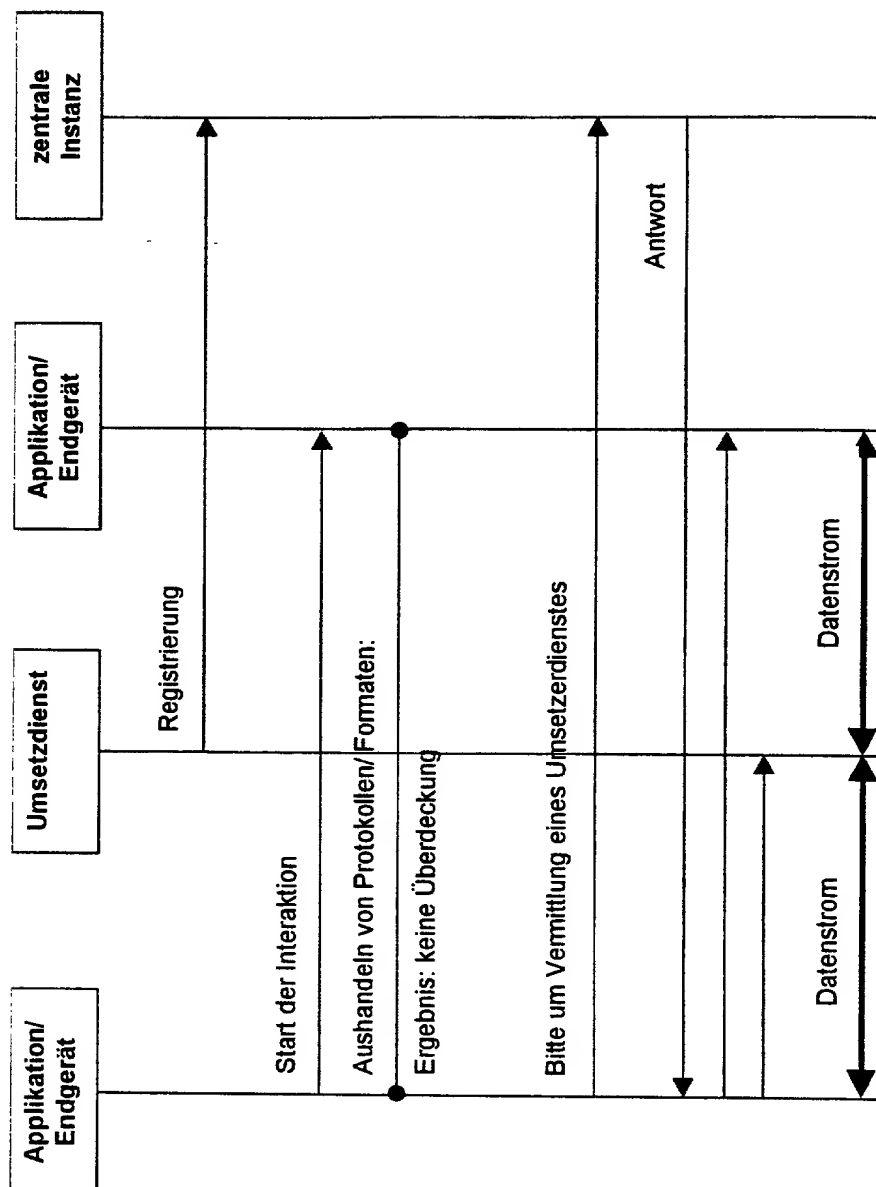 Applikation/
Endgerät
Umsetzdienst
Applikation/
Endgerät
zentrale
Instanz
Registrierung
Start der Interaktion
Aushandeln von Protokollen/ Formaten:
Ergebnis: keine Überdeckung
Bitte um Vermittlung eines Umsetzerdienstes
Antwort
Datenstrom
Datenstrom